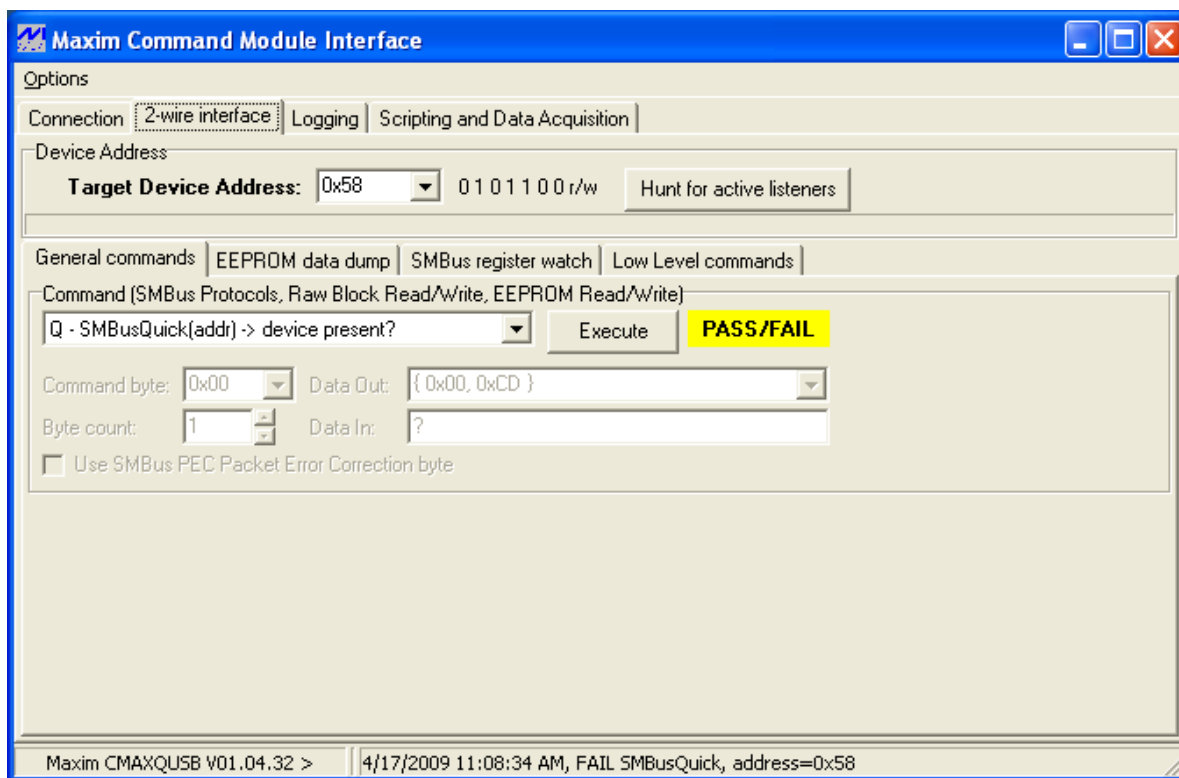 Maxim Command Module Interface
Options
Connection 2-wire interface Logging Scripting and Data Acquisition
Device Address
Target Device Address: 0x58 0 1 0 1 1 0 0 r/w Hunt for active listeners
General commands EEPROM data dump SMBus register watch Low Level commands
Command (SMBus Protocols, Raw Block Read/Write, EEPROM Read/Write)
Q - SMBusQuick(addr) -> device present? Execute PASS/FAIL
Command byte: 0x00 Data Out: { 0x00, 0xCD }
Byte count: 1 Data In: ?
Use SMBus PEC Packet Error Correction byte
Maxim CMAXQUSB V01.04.32 > 4/17/2009 11:08:34 AM, FAIL SMBusQuick, address=0x58